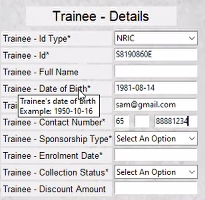 Trainee - Details
Trainee - Id Type* NRIC
Trainee - Id* S8190860E
Trainee - Full Name
Trainee - Date of Birth* 1981-08-14
Trai sam@gmail.com
Trainee's date of birth
Example: 1950-10-16
Trainee - Contact Number* 65 88881234
Trainee - Sponsorship Type* Select An Option
Trainee - Enrolment Date*
Trainee - Collection Status* Select An Option
Trainee - Discount Amount